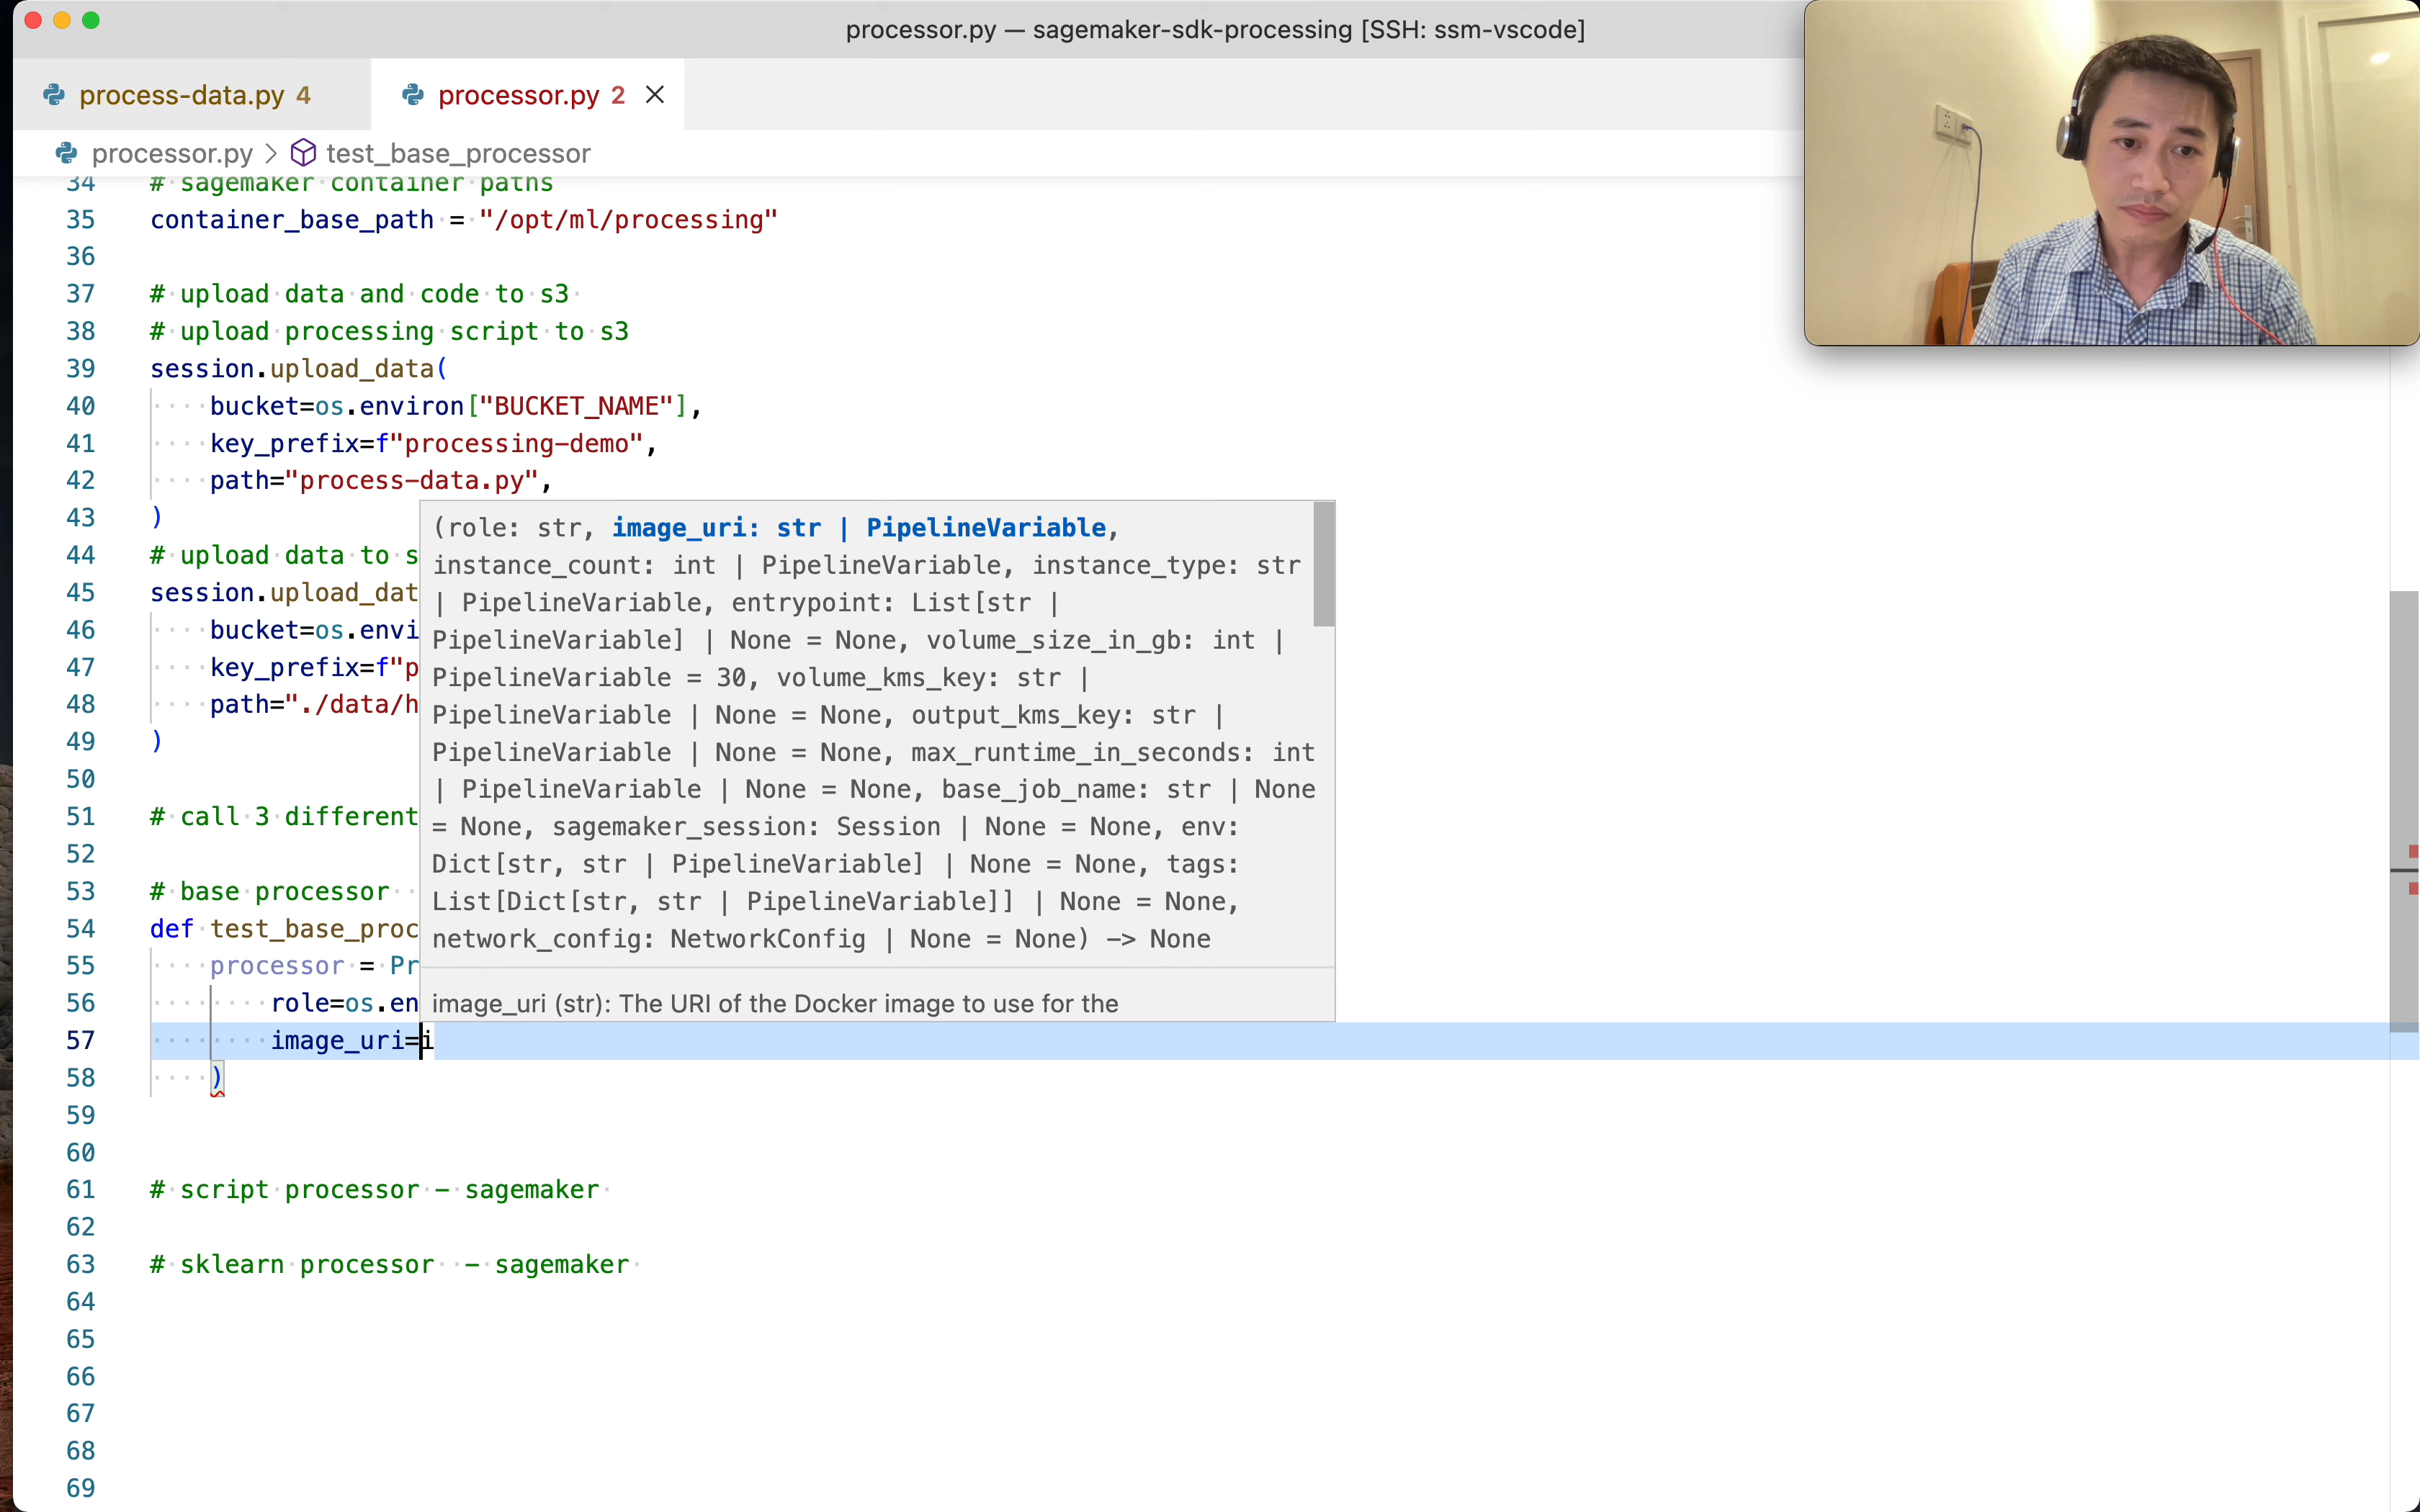 processor.py — sagemaker-sdk-processing [SSH: ssm-vscode]
process-data.py 4
processor.py 2
processor.py > test_base_processor
34 # sagemaker container paths
35 container_base_path = "/opt/ml/processing"
36
37 # upload data and code to s3
38 # upload processing script to s3
39 session.upload_data(
40 bucket=os.environ["BUCKET_NAME"],
41 key_prefix=f"processing-demo",
42 path="process-data.py",
43 )
44 # upload data to s
45 session.upload_dat
46 bucket=os.envi
47 key_prefix=f"p
48 path="./data/h
49 )
50
51 # call 3 different
52
53 # base processor
54 def test_base_proc
55 processor = Pr
56 role=os.en
57 image_uri=i
58 )
59
60
61 # script processor - sagemaker
62
63 # sklearn processor  - sagemaker
64
65
66
67
68
69
(role: str, image_uri: str | PipelineVariable,
instance_count: int | PipelineVariable, instance_type: str
| PipelineVariable, entrypoint: List[str |
PipelineVariable] | None = None, volume_size_in_gb: int |
PipelineVariable = 30, volume_kms_key: str |
PipelineVariable | None = None, output_kms_key: str |
PipelineVariable | None = None, max_runtime_in_seconds: int
| PipelineVariable | None = None, base_job_name: str | None
= None, sagemaker_session: Session | None = None, env:
Dict[str, str | PipelineVariable] | None = None, tags:
List[Dict[str, str | PipelineVariable]] | None = None,
network_config: NetworkConfig | None = None) -> None
image_uri (str): The URI of the Docker image to use for the